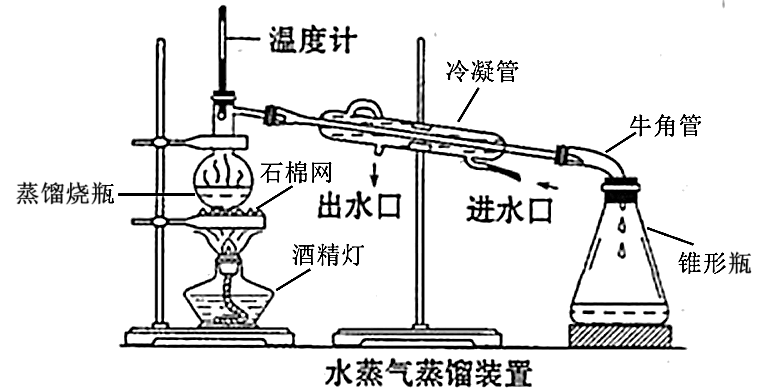 温度计
冷凝管
牛角管
石棉网
蒸馏烧瓶
出水口
进水口
酒精灯
锥形瓶
水蒸气蒸馏装置